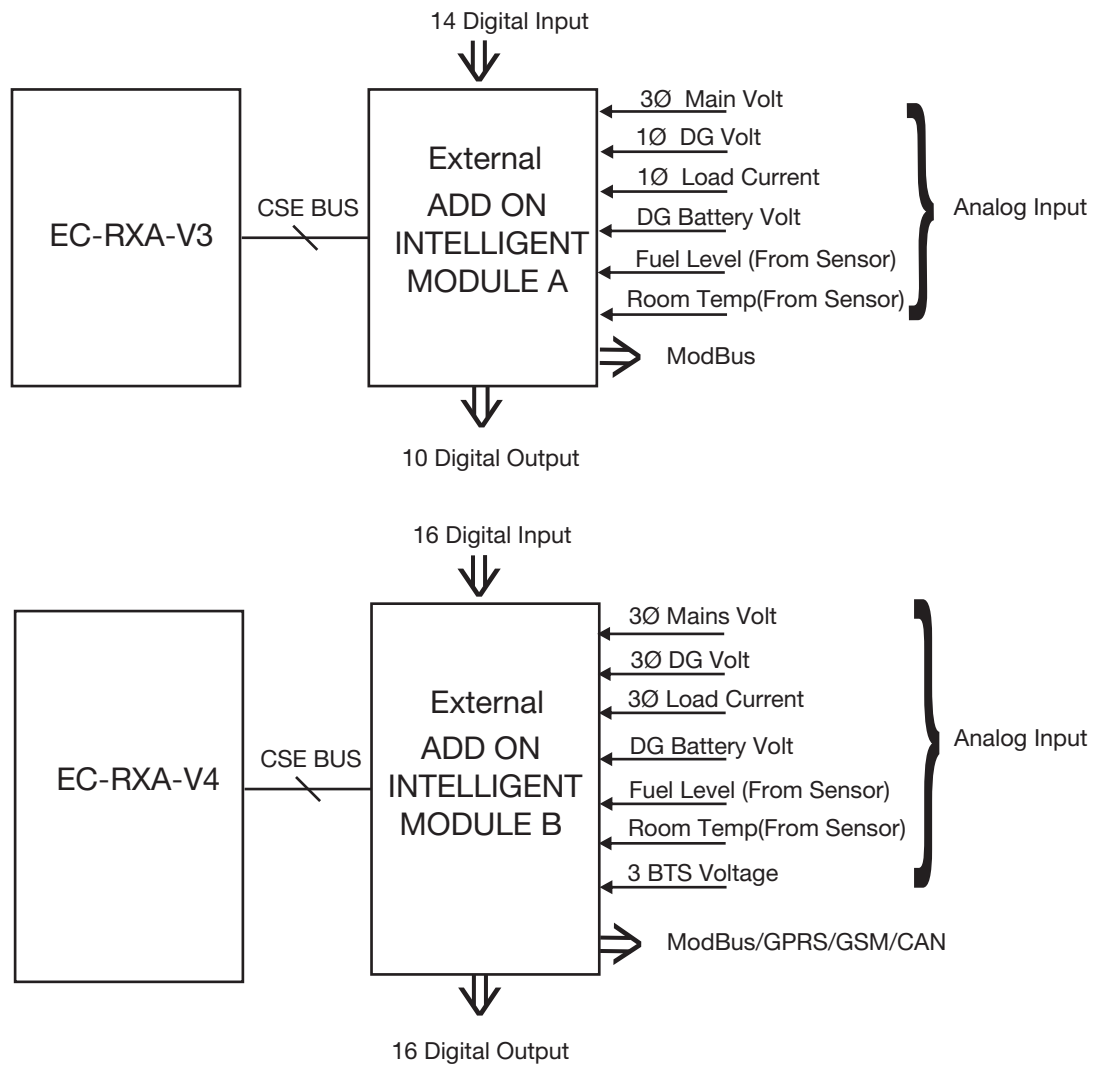 14 Digital Input
EC-RXA-V3
CSE BUS
External
ADD ON
INTELLIGENT
MODULE A
3Ø Main Volt
1Ø DG Volt
1Ø Load Current
DG Battery Volt
Fuel Level (From Sensor)
Room Temp(From Sensor)
Analog Input
ModBus
10 Digital Output
16 Digital Input
EC-RXA-V4
CSE BUS
External
ADD ON
INTELLIGENT
MODULE B
3Ø Mains Volt
3Ø DG Volt
3Ø Load Current
DG Battery Volt
Fuel Level (From Sensor)
Room Temp(From Sensor)
3 BTS Voltage
Analog Input
ModBus/GPRS/GSM/CAN
16 Digital Output